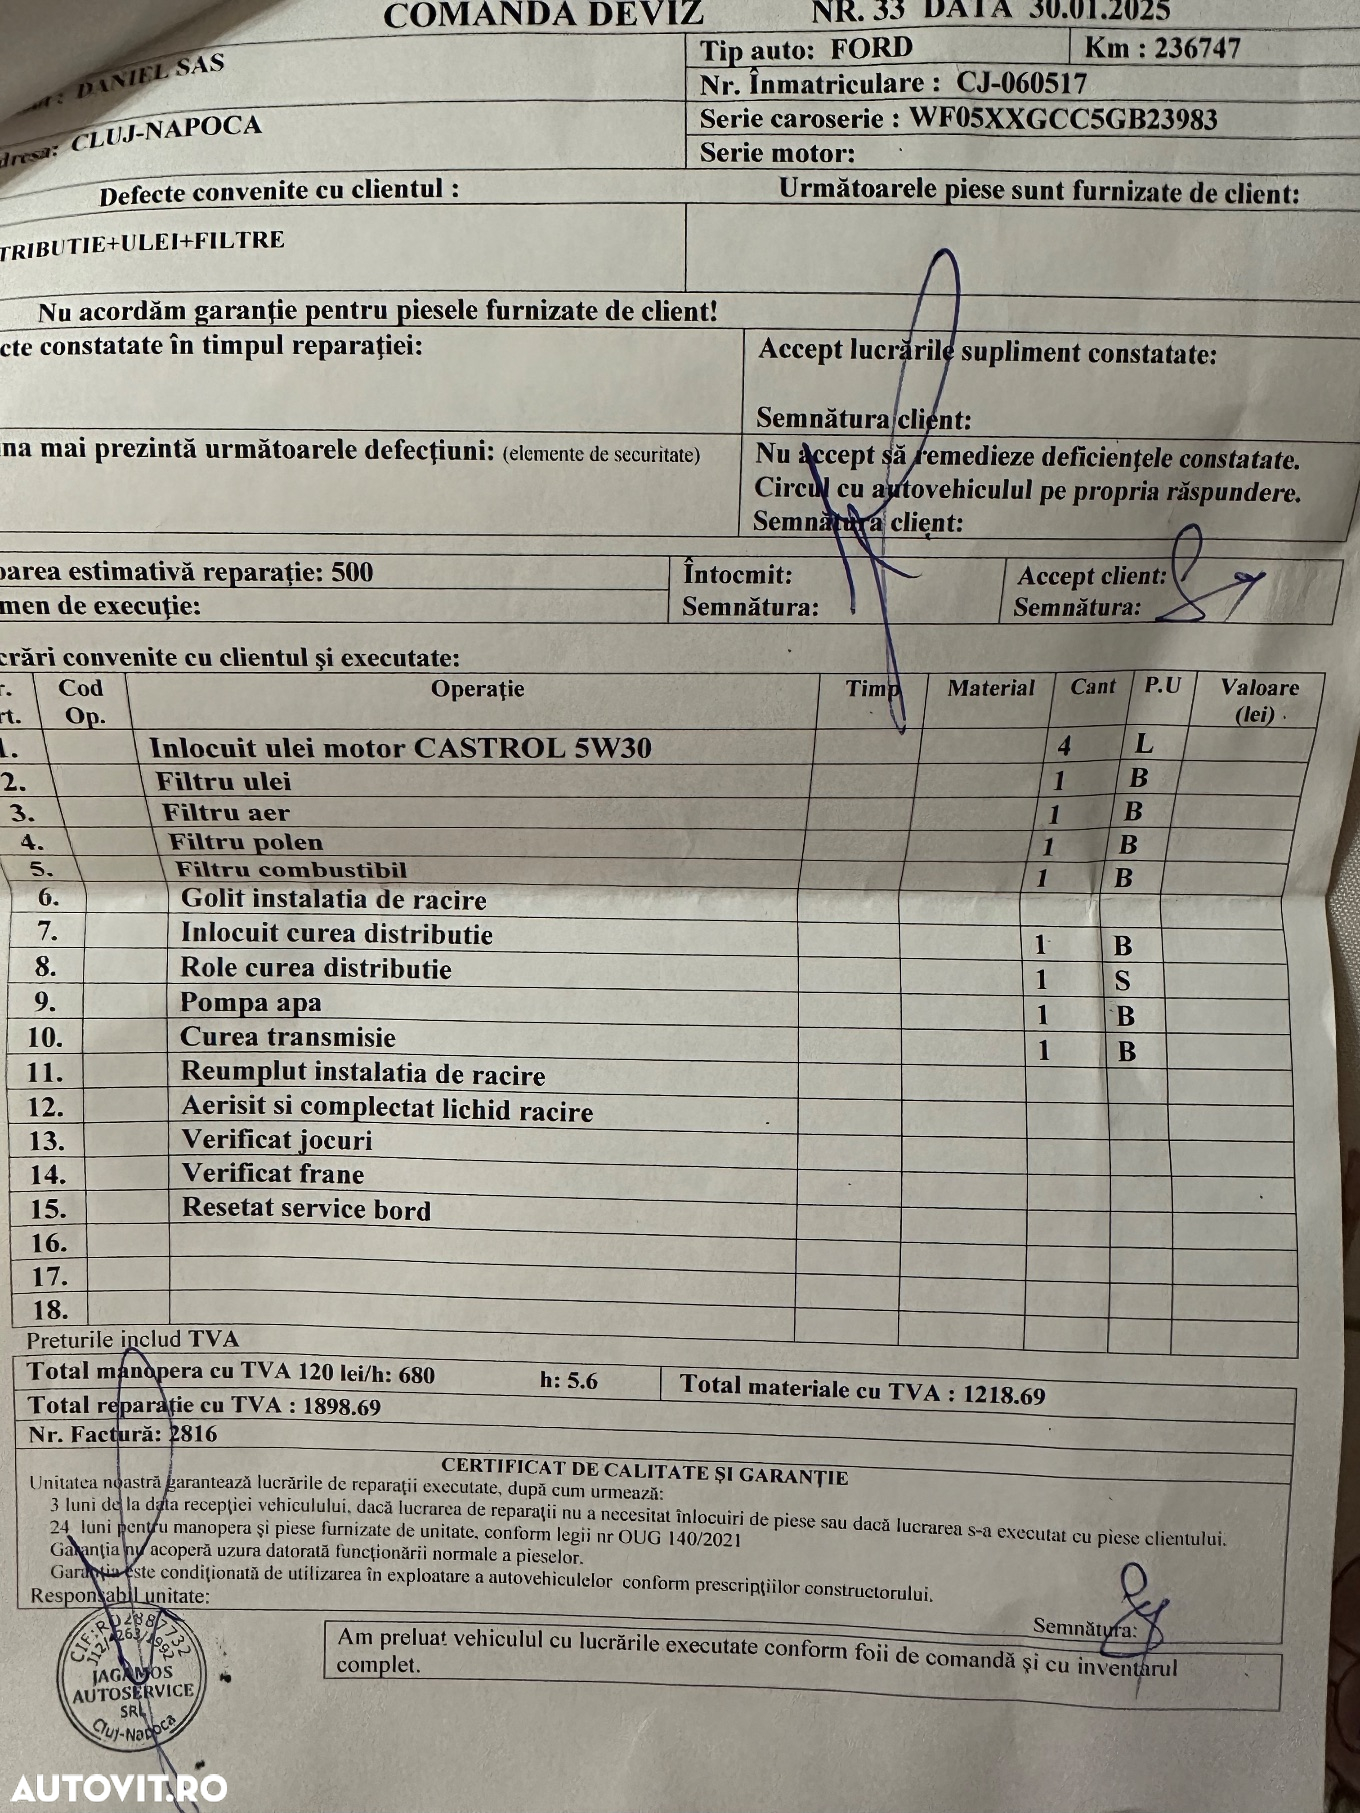 COMANDA DEVIZ NR. 33 DATA 30.01.2025
DANIEL SAS
Tip auto: FORD Km : 236747
Nr. Înmatriculare : CJ-060517
dresa: CLUJ-NAPOCA
Serie caroserie : WF05XXGCC5GB23983
Serie motor:
Defecte convenite cu clientul : Următoarele piese sunt furnizate de client:
TRIBUTIE+ULEI+FILTRE
Nu acordăm garanţie pentru piesele furnizate de client!
cte constatate în timpul reparaţiei:
Accept lucrările supliment constatate:
Semnătura client:
na mai prezintă următoarele defecţiuni: (elemente de securitate)
Nu accept să remedieze deficienţele constatate.
Circul cu autovehiculul pe propria răspundere.
Semnătura client:
oarea estimativă reparaţie: 500
Întocmit:
Accept client:
men de execuţie:
Semnătura:
Semnătura:
crări convenite cu clientul şi executate:
r. Cod Operaţie Timp Material Cant P.U Valoare
rt. Op. (lei)
1. Inlocuit ulei motor CASTROL 5W30 4 L
2. Filtru ulei 1 B
3. Filtru aer 1 B
4. Filtru polen 1 B
5. Filtru combustibil 1 B
6. Golit instalatia de racire
7. Inlocuit curea distributie 1 B
8. Role curea distributie 1 S
9. Pompa apa 1 B
10. Curea transmisie 1 B
11. Reumplut instalatia de racire
12. Aerisit si complectat lichid racire
13. Verificat jocuri
14. Verificat frane
15. Resetat service bord
16.
17.
18.
Preturile includ TVA
Total manopera cu TVA 120 lei/h: 680 h: 5.6 Total materiale cu TVA : 1218.69
Total reparatie cu TVA : 1898.69
Nr. Factură: 2816
CERTIFICAT DE CALITATE ŞI GARANŢIE
Unitatea noastră garantează lucrările de reparaţii executate, după cum urmează:
3 luni de la data recepţiei vehiculului, dacă lucrarea de reparaţii nu a necesitat înlocuiri de piese sau dacă lucrarea s-a executat cu piese clientului.
24 luni pentru manopera şi piese furnizate de unitate, conform legii nr OUG 140/2021
Garanţia nu acoperă uzura datorată funcţionării normale a pieselor.
Garanţia este condiţionată de utilizarea în exploatare a autovehiculelor conform prescripţiilor constructorului.
Responsabil unitate:
Semnătura:
Am preluat vehiculul cu lucrările executate conform foii de comandă şi cu inventarul
complet.
J12/4263/1992
JAGAMOS
AUTOSERVICE
SRL
Cluj-Napoca
AUTOVIT.RO